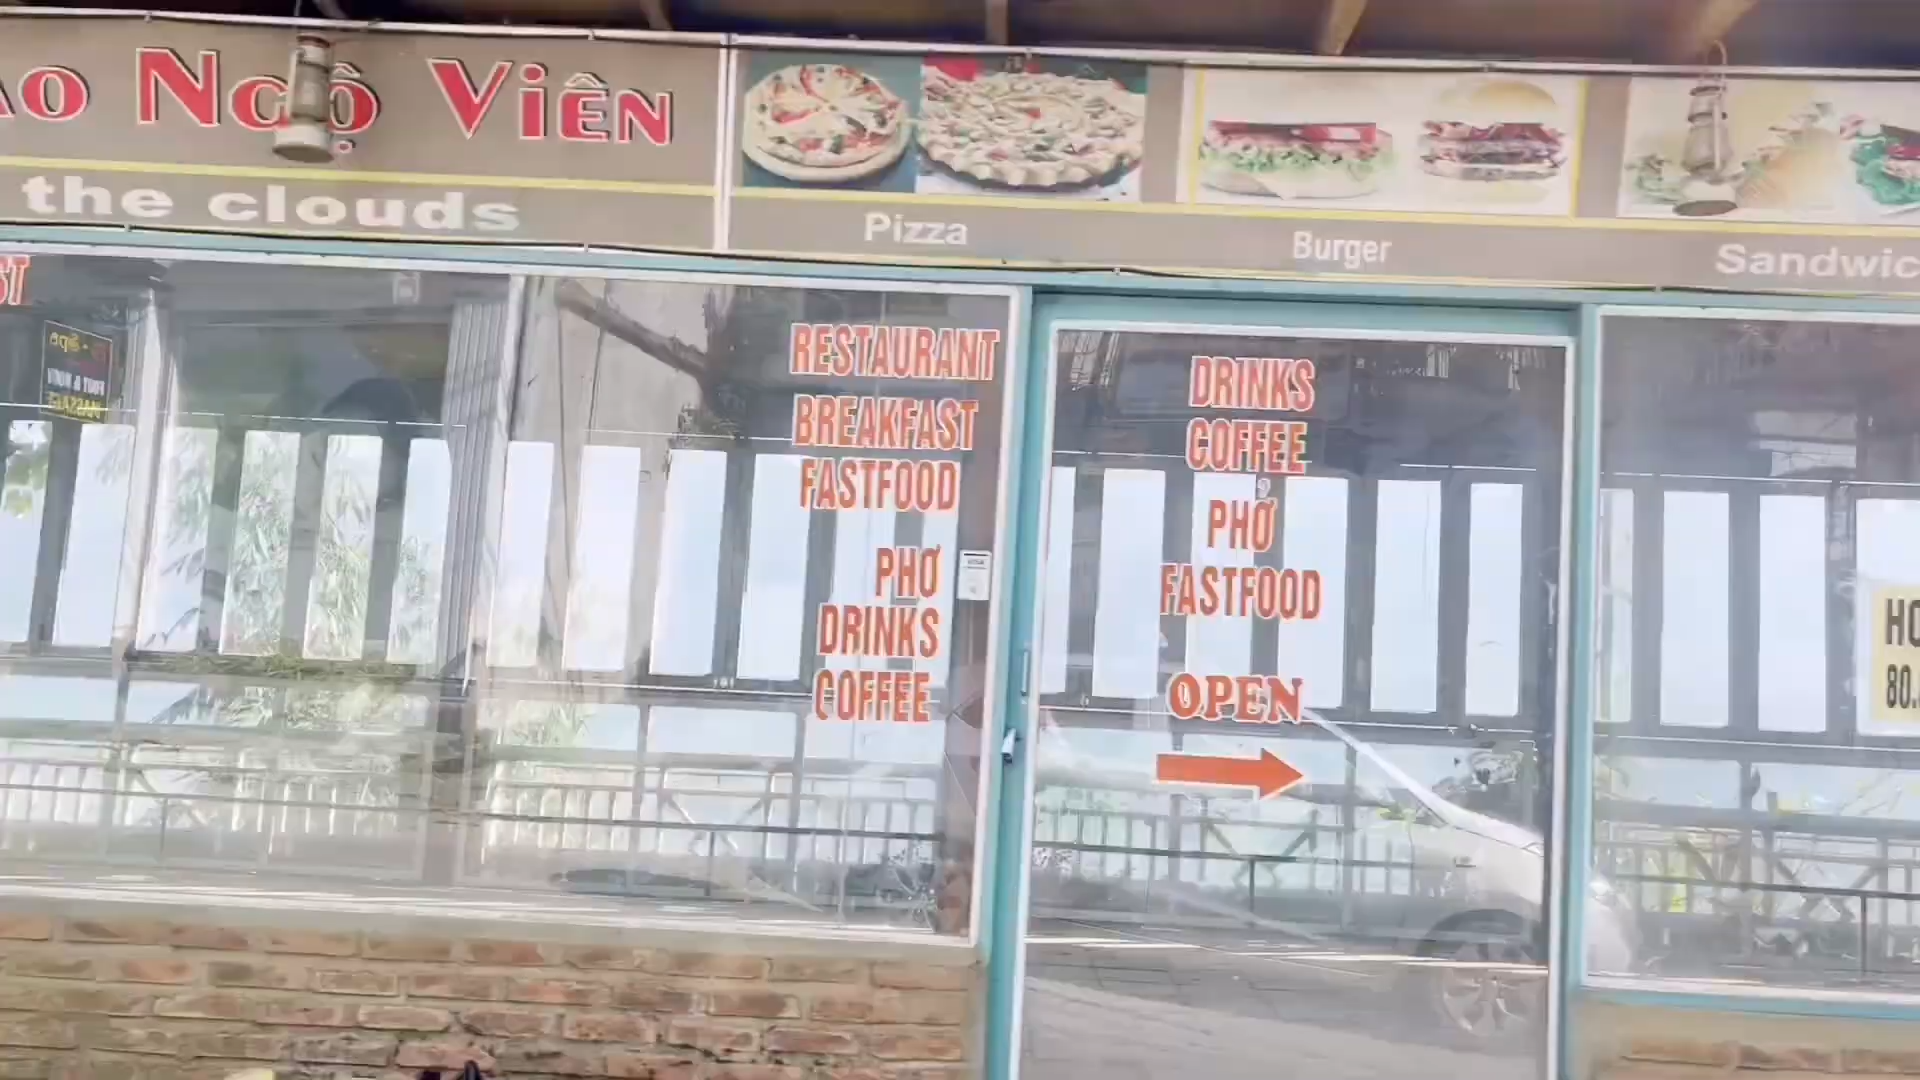 Ngộ Viên
the clouds
Pizza
Burger
RESTAURANT
BREAKFAST
FASTFOOD
PHỞ
DRINKS
COFFEE
DRINKS
COFFEE
PHỞ
FASTFOOD
OPEN